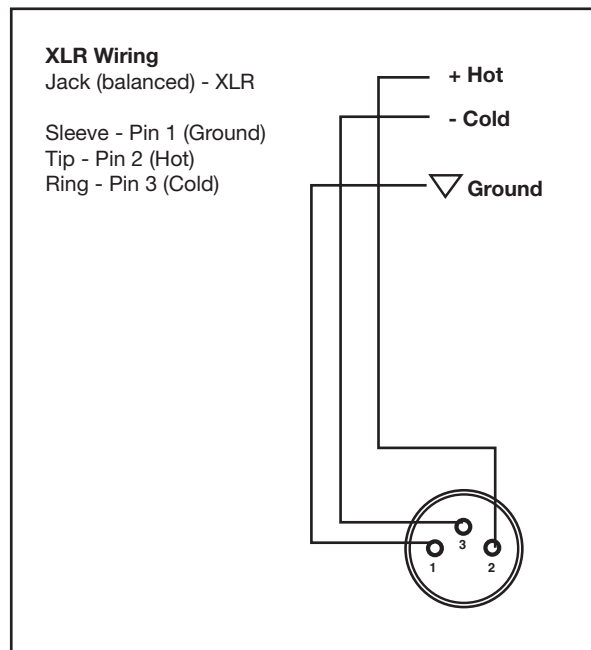 XLR Wiring
Jack (balanced) - XLR
Sleeve - Pin 1 (Ground)
Tip - Pin 2 (Hot)
Ring - Pin 3 (Cold)
+ Hot
- Cold
Ground
3
1 2